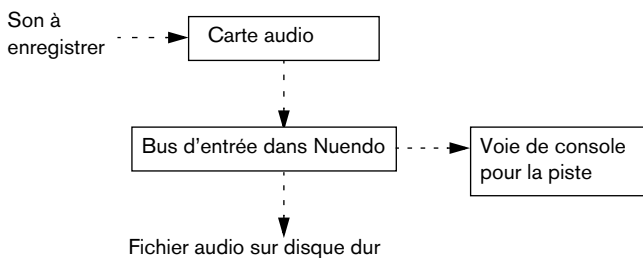 Son à
enregistrer
Carte audio
Bus d'entrée dans Nuendo
Voie de console
pour la piste
Fichier audio sur disque dur